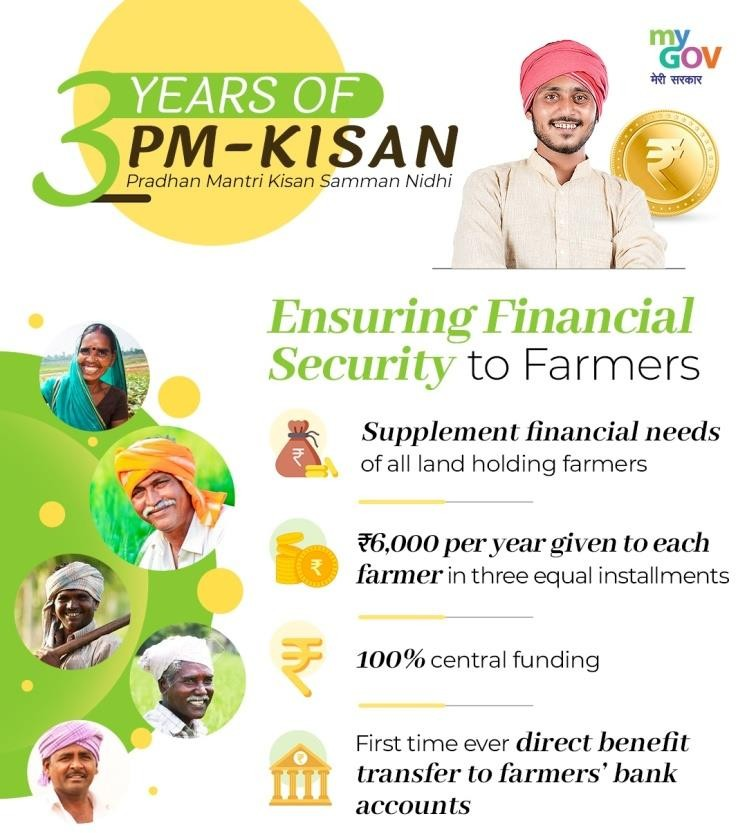 my
GOV
मेरी सरकार
3 YEARS OF
PM-KISAN
Pradhan Mantri Kisan Samman Nidhi
₹
Ensuring Financial
Security to Farmers
₹
Supplement financial needs
of all land holding farmers
₹
₹6,000 per year given to each
farmer in three equal installments
₹
100% central funding
₹
First time ever direct benefit
transfer to farmers’ bank
accounts